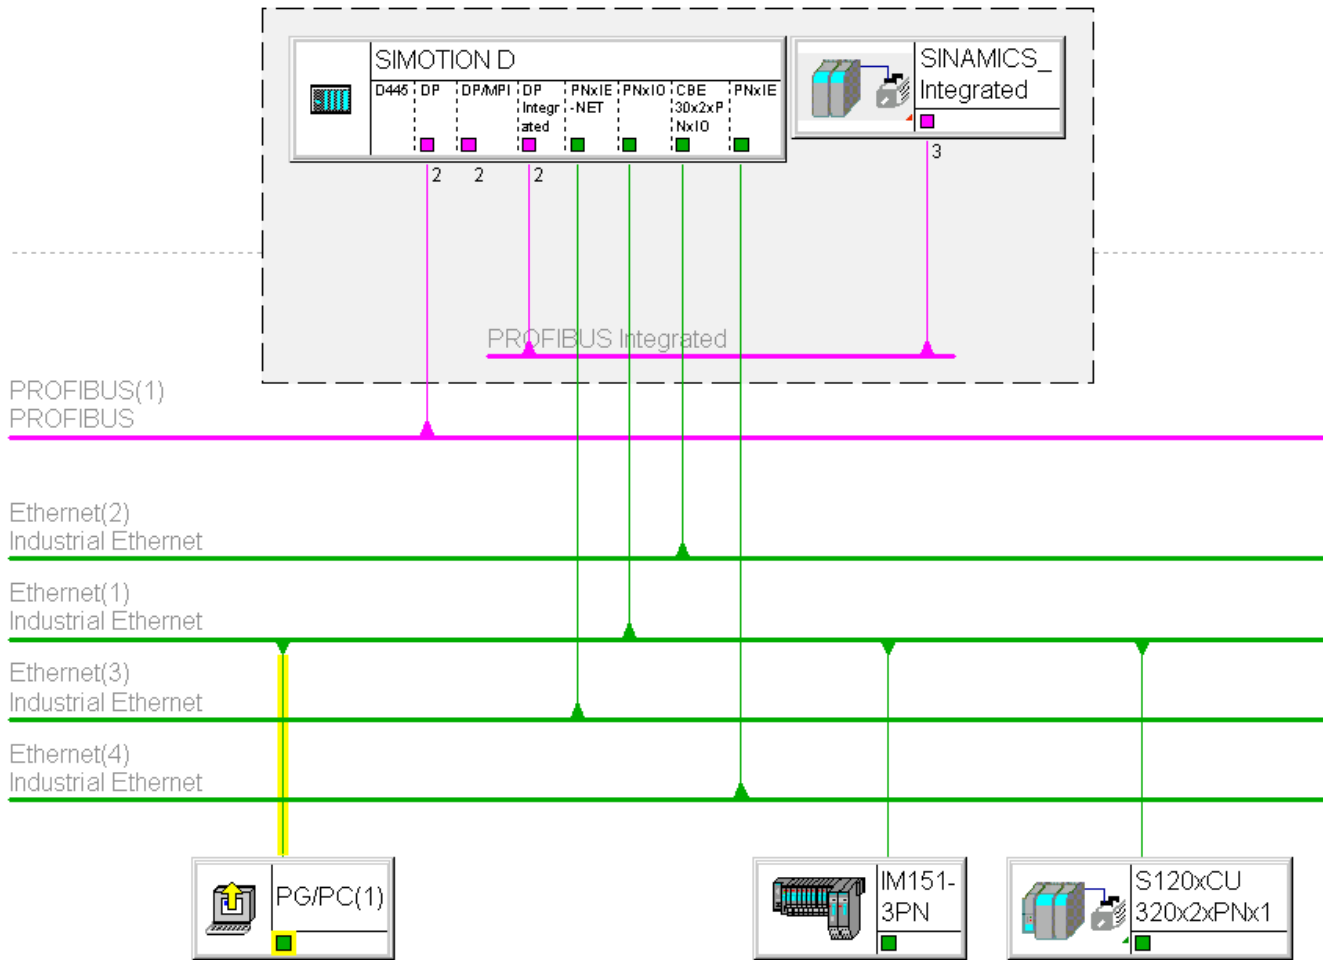 SIMOTION D
D445
DP
DP/MPI
DP
Integr
ated
PNxIE
-NET
PNxIO
CBE
30x2xP
NxIO
PNxIE
2
2
2
SINAMICS_
Integrated
3
PROFIBUS Integrated
PROFIBUS(1)
PROFIBUS
Ethernet(2)
Industrial Ethernet
Ethernet(1)
Industrial Ethernet
Ethernet(3)
Industrial Ethernet
Ethernet(4)
Industrial Ethernet
PG/PC(1)
IM151-
3PN
S120xCU
320x2xPNx1